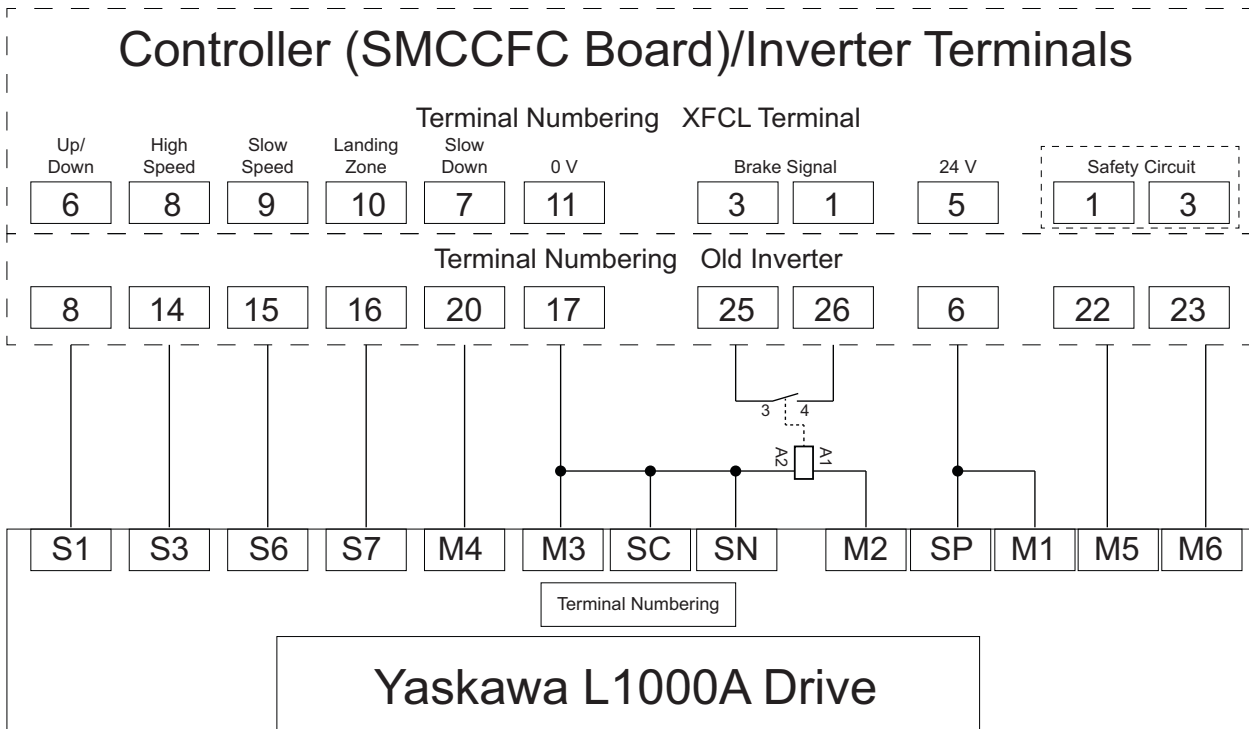 Controller (SMCCFC Board)/Inverter Terminals
Terminal Numbering XFCL Terminal
Up/ High Slow Landing Slow
Down Speed Speed Zone Down 0 V Brake Signal 24 V Safety Circuit
6 8 9 10 7 11 3 1 5 1 3
Terminal Numbering Old Inverter
8 14 15 16 20 17 25 26 6 22 23
3 4
A2 A1
S1 S3 S6 S7 M4 M3 SC SN M2 SP M1 M5 M6
Terminal Numbering
Yaskawa L1000A Drive